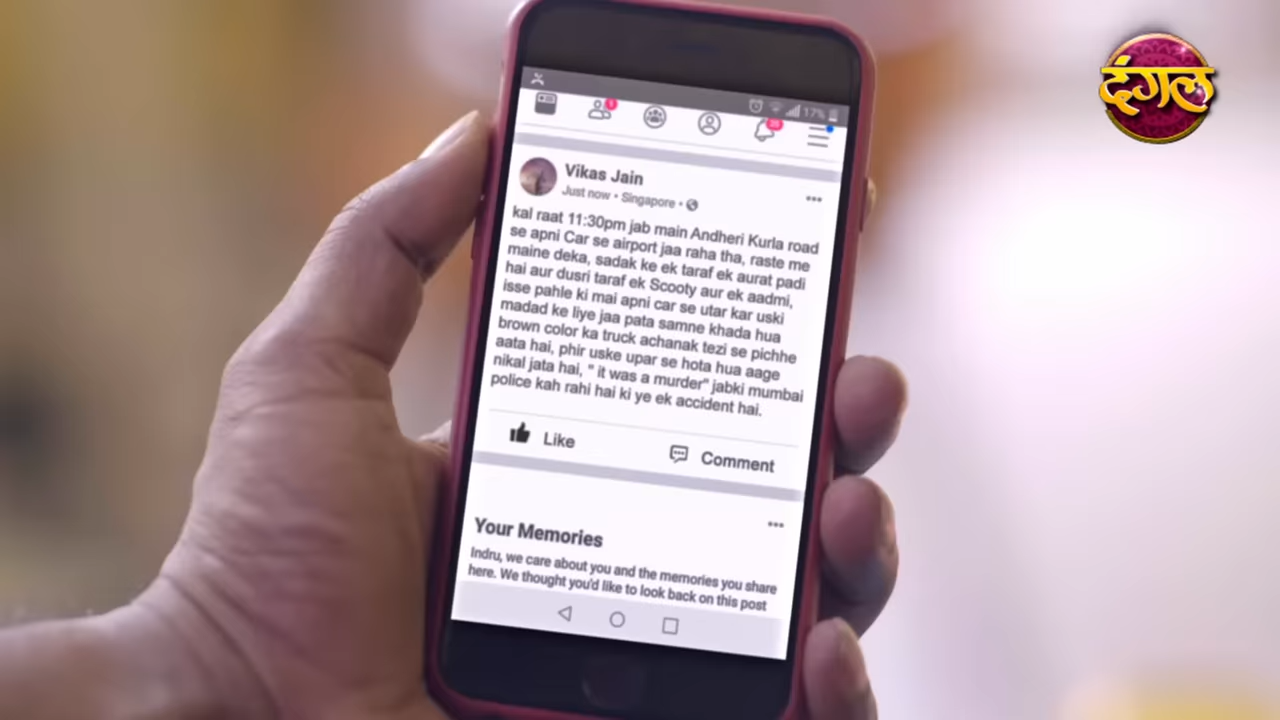 दंगल
17%
1
28
Vikas Jain
Just now • Singapore •
kal raat 11:30pm jab main Andheri Kurla road
se apni Car se airport jaa raha tha, raste me
maine deka, sadak ke ek taraf ek aurat padi
hai aur dusri taraf ek Scooty aur ek aadmi,
isse pahle ki mai apni car se utar kar uski
madad ke liye jaa pata samne khada hua
brown color ka truck achanak tezi se pichhe
aata hai, phir uske upar se hota hua aage
nikal jata hai, " it was a murder" jabki mumbai
police kah rahi hai ki ye ek accident hai.
Like
Comment
Your Memories
Indru, we care about you and the memories you share
here. We thought you'd like to look back on this post